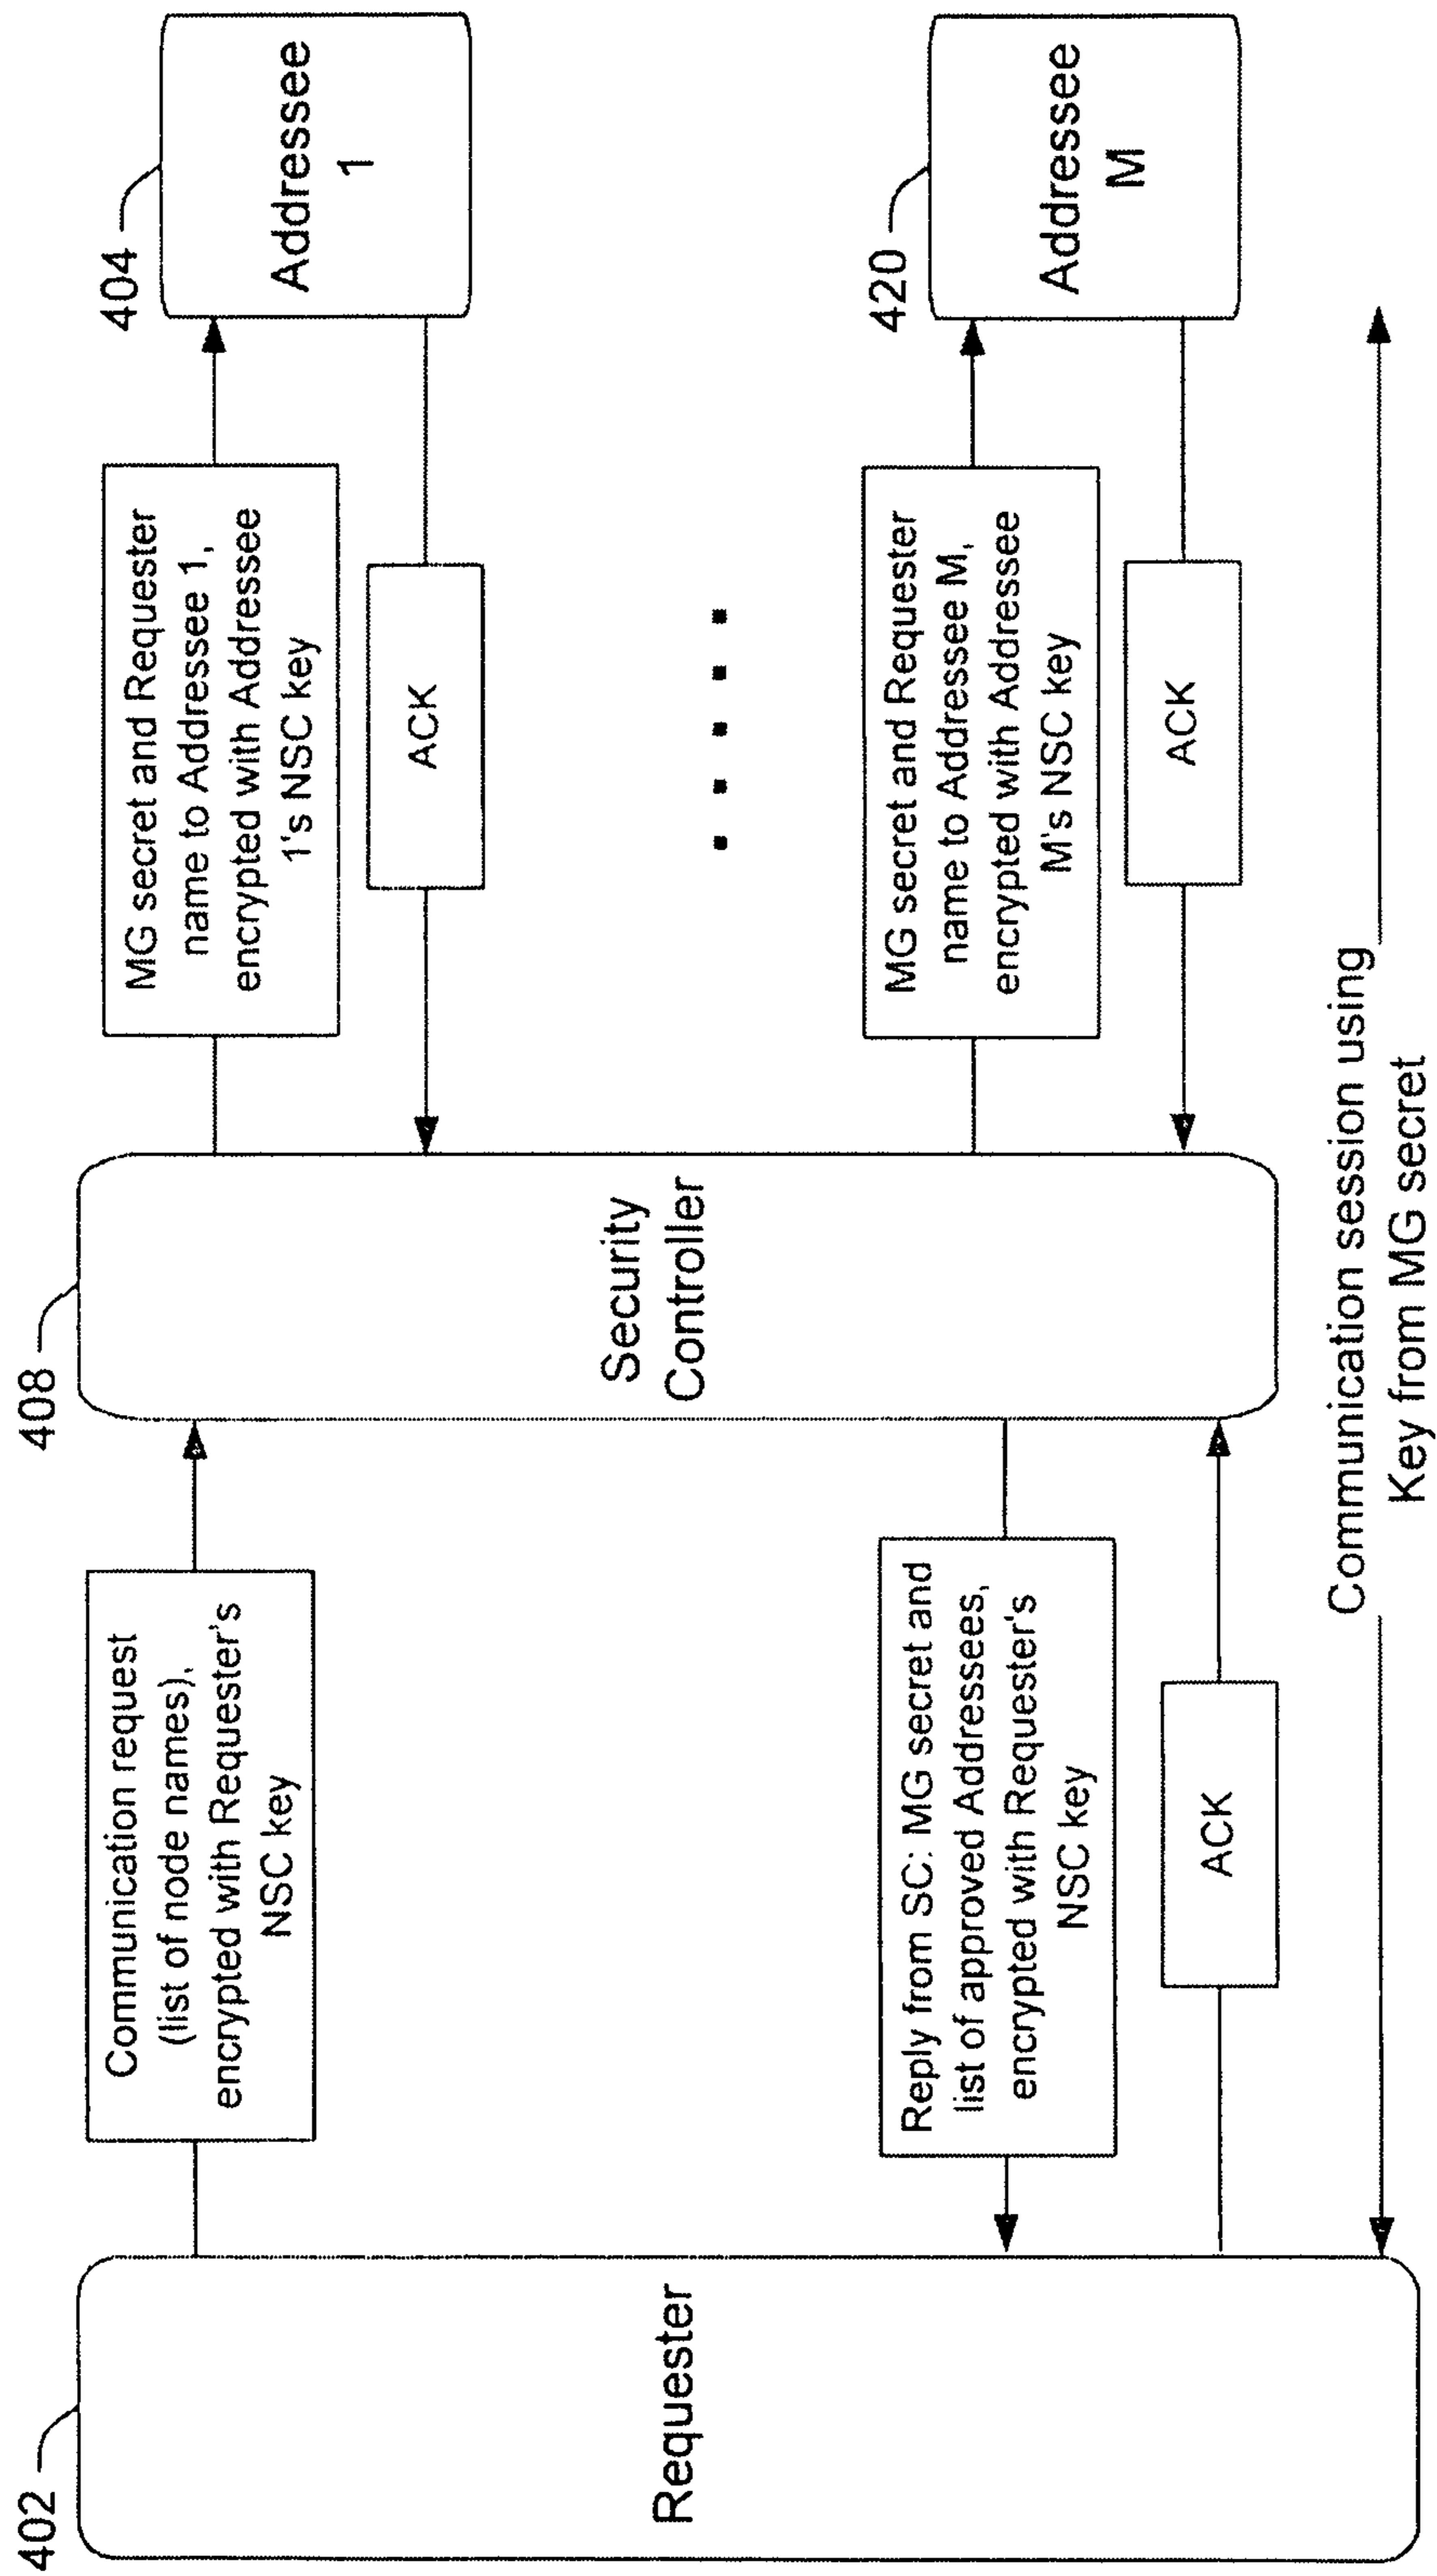 402
Requester
Communication request
(list of node names),
encrypted with Requester's
NSC key
Reply from SC: MG secret and
list of approved Addresses,
encrypted with Requester's
NSC key
ACK
408
Security
Controller
MG secret and Requester
name to Addressee 1,
encrypted with Addressee
1's NSC key
ACK
404
Addressee
1
MG secret and Requester
name to Addressee M,
encrypted with Addressee
M's NSC key
ACK
420
Addressee
M
Communication session using
Key from MG secret